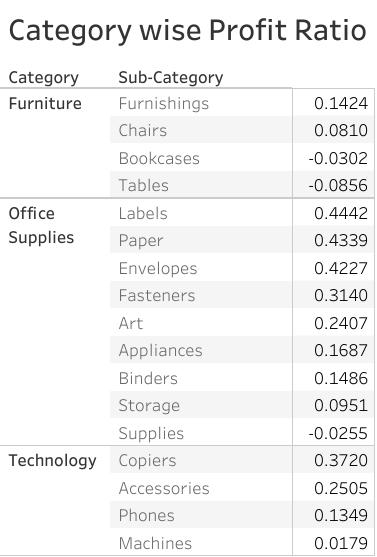 Category wise Profit Ratio
Category Sub-Category
Furniture Furnishings 0.1424
Chairs 0.0810
Bookcases -0.0302
Tables -0.0856
Office Labels 0.4442
Supplies Paper 0.4339
Envelopes 0.4227
Fasteners 0.3140
Art 0.2407
Appliances 0.1687
Binders 0.1486
Storage 0.0951
Supplies -0.0255
Technology Copiers 0.3720
Accessories 0.2505
Phones 0.1349
Machines 0.0179